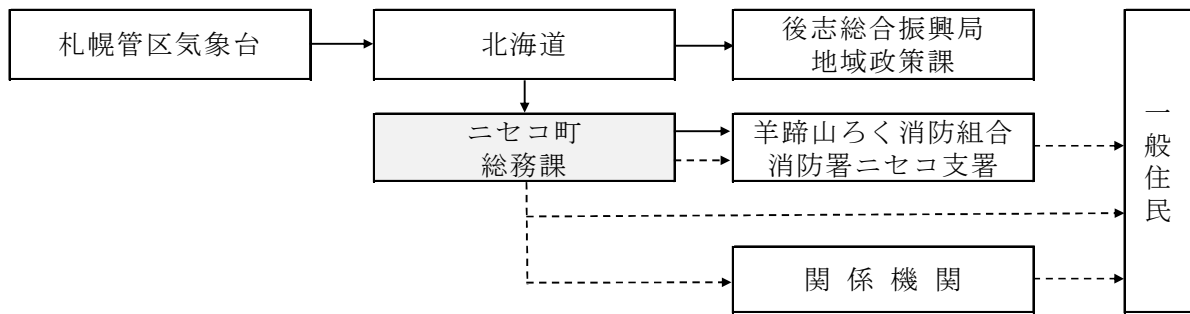 札幌管区気象台
北海道
後志総合振興局
地域政策課
ニセコ町
総務課
羊蹄山ろく消防組合
消防署ニセコ支署
一般住民
関係機関